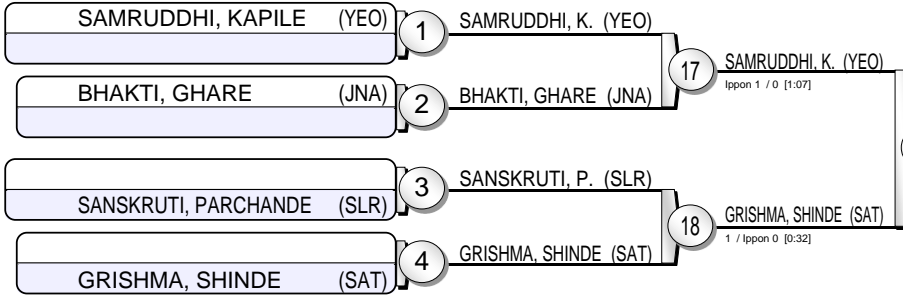 SAMRUDDHI, KAPILE (YEO)
1
SAMRUDDHI, K. (YEO)
17
SAMRUDDHI, K. (YEO)
Ippon 1 / 0 [1:07]
BHAKTI, GHARE (JNA)
2
BHAKTI, GHARE (JNA)
3
SANSKRUTI, P. (SLR)
SANSKRUTI, PARCHANDE (SLR)
18
GRISHMA, SHINDE (SAT)
1 / Ippon 0 [0:32]
4
GRISHMA, SHINDE (SAT)
GRISHMA, SHINDE (SAT)